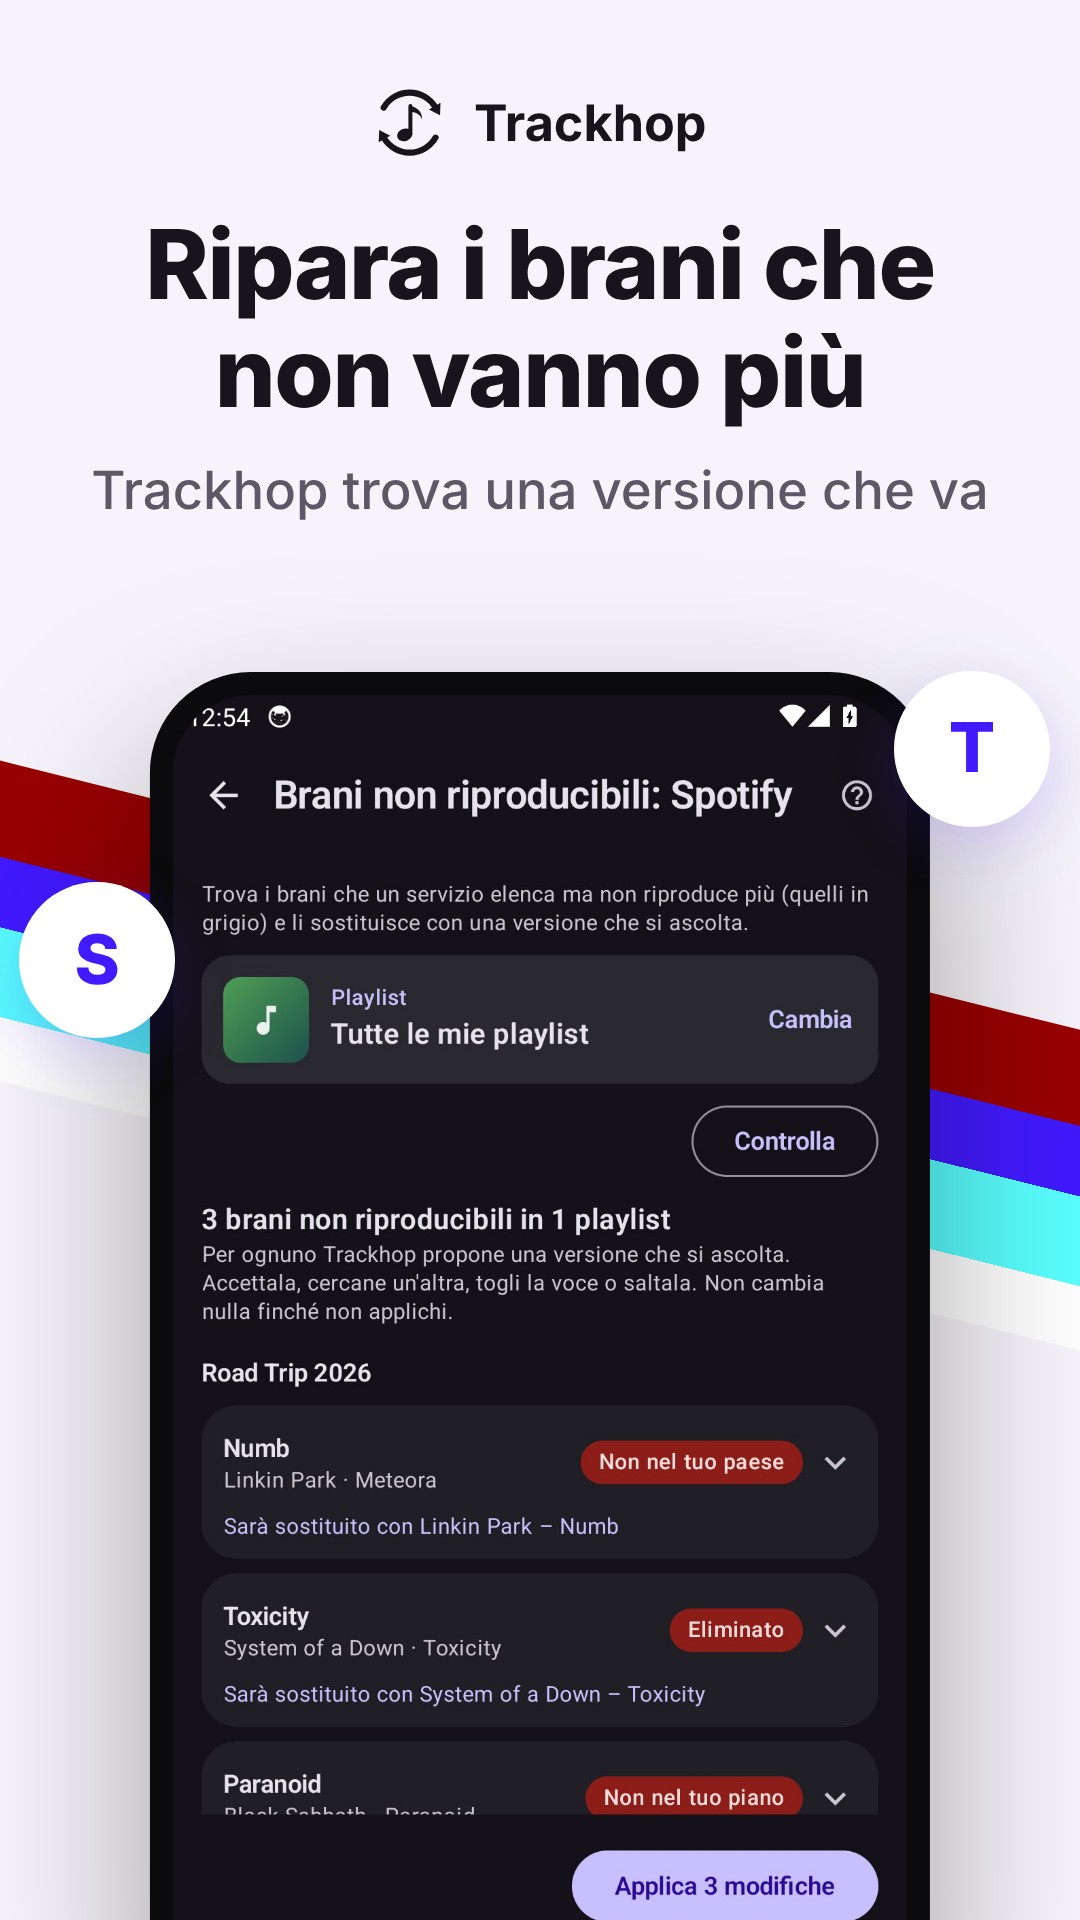 Trackhop
Ripara i brani che
non vanno più
Trackhop trova una versione che va
12:54
T
Brani non riproducibili: Spotify
Trova i brani che un servizio elenca ma non riproduce più (quelli in
grigio) e li sostituisce con una versione che si ascolta.
S
Playlist
Tutte le mie playlist
Cambia
Controlla
3 brani non riproducibili in 1 playlist
Per ognuno Trackhop propone una versione che si ascolta.
Accettala, cercane un'altra, togli la voce o saltala. Non cambia
nulla finché non applichi.
Road Trip 2026
Numb
Non nel tuo paese
Linkin Park · Meteora
Sarà sostituito con Linkin Park – Numb
Toxicity
Eliminato
System of a Down · Toxicity
Sarà sostituito con System of a Down – Toxicity
Paranoid
Non nel tuo piano
Black Sabbath · Paranoid
Applica 3 modifiche